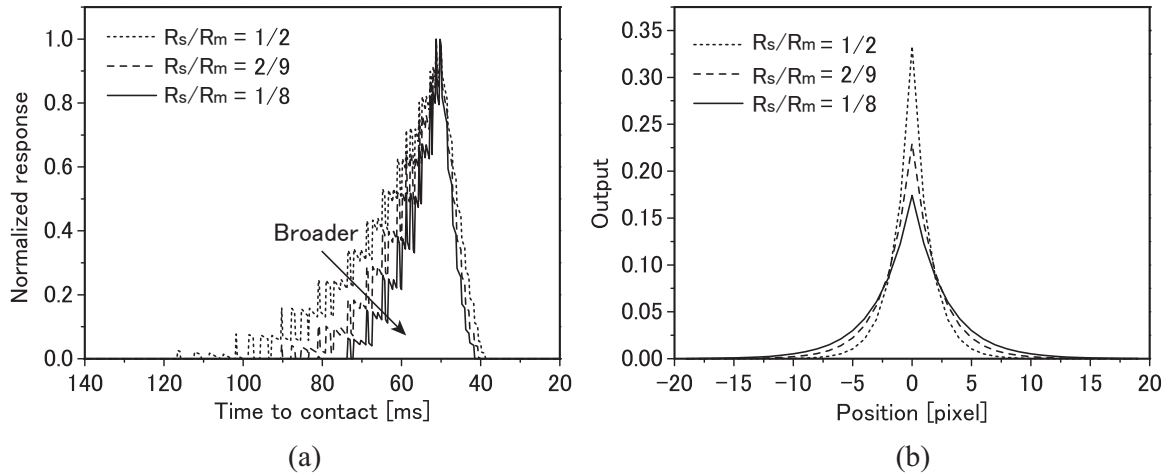 Normalized response
1.0
0.8
0.6
0.4
0.2
0.0
Rs/Rm = 1/2
Rs/Rm = 2/9
Rs/Rm = 1/8
Broader
140
120
100
80
60
40
20
Time to contact [ms]
(a)
Output
0.35
0.30
0.25
0.20
0.15
0.10
0.05
0.00
Rs/Rm = 1/2
Rs/Rm = 2/9
Rs/Rm = 1/8
−20
−15
−10
−5
0
5
10
15
20
Position [pixel]
(b)